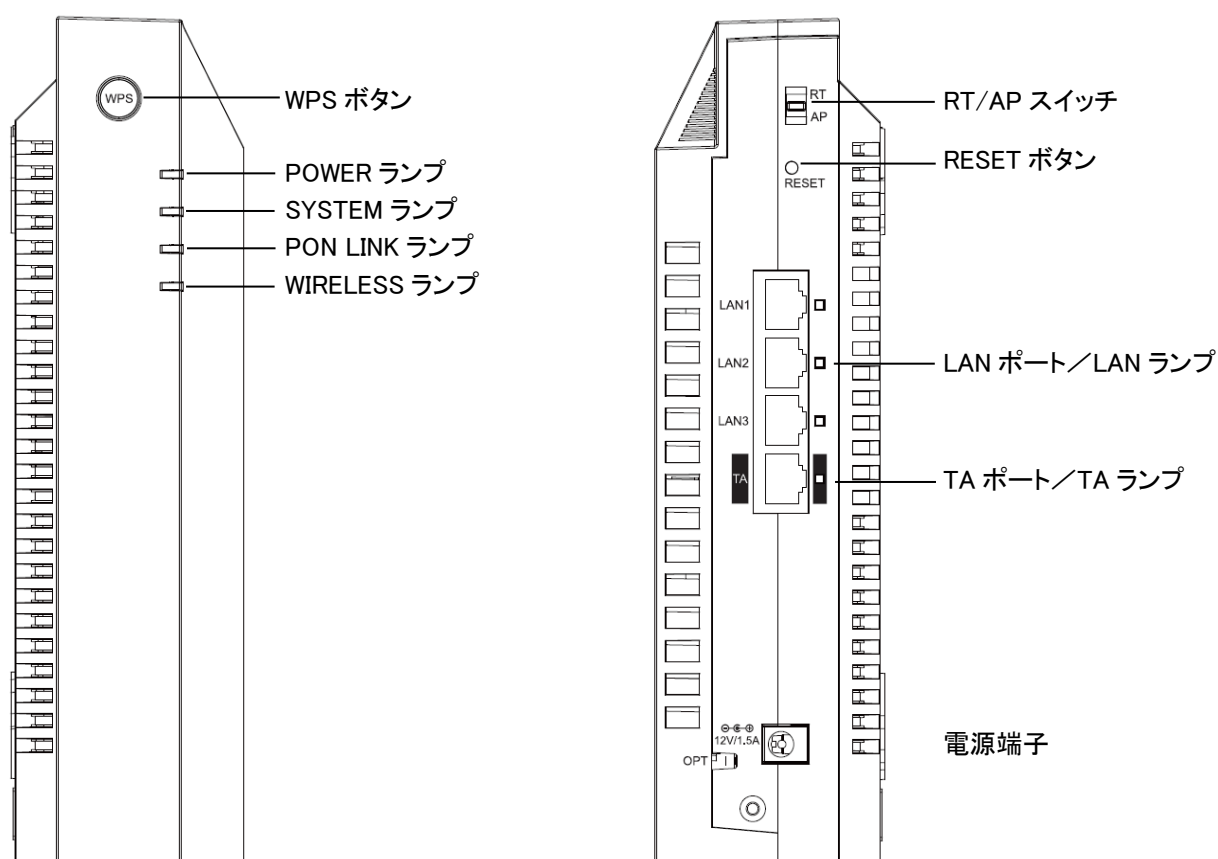 WPS
WPS ボタン
POWER ランプ
SYSTEM ランプ
PON LINK ランプ
WIRELESS ランプ
RT
AP
RT/AP スイッチ
RESET
RESET ボタン
LAN1
LAN2
LAN ポート／LAN ランプ
LAN3
TA
TA ポート／TA ランプ
12V/1.5A
電源端子
OPT